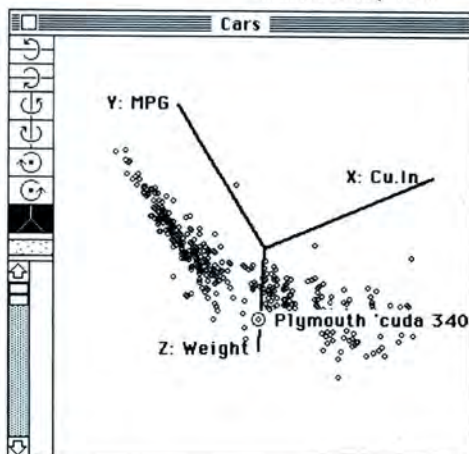 Cars
Y: MPG
X: Cu.In
Plymouth 'cuda 340
Z: Weight